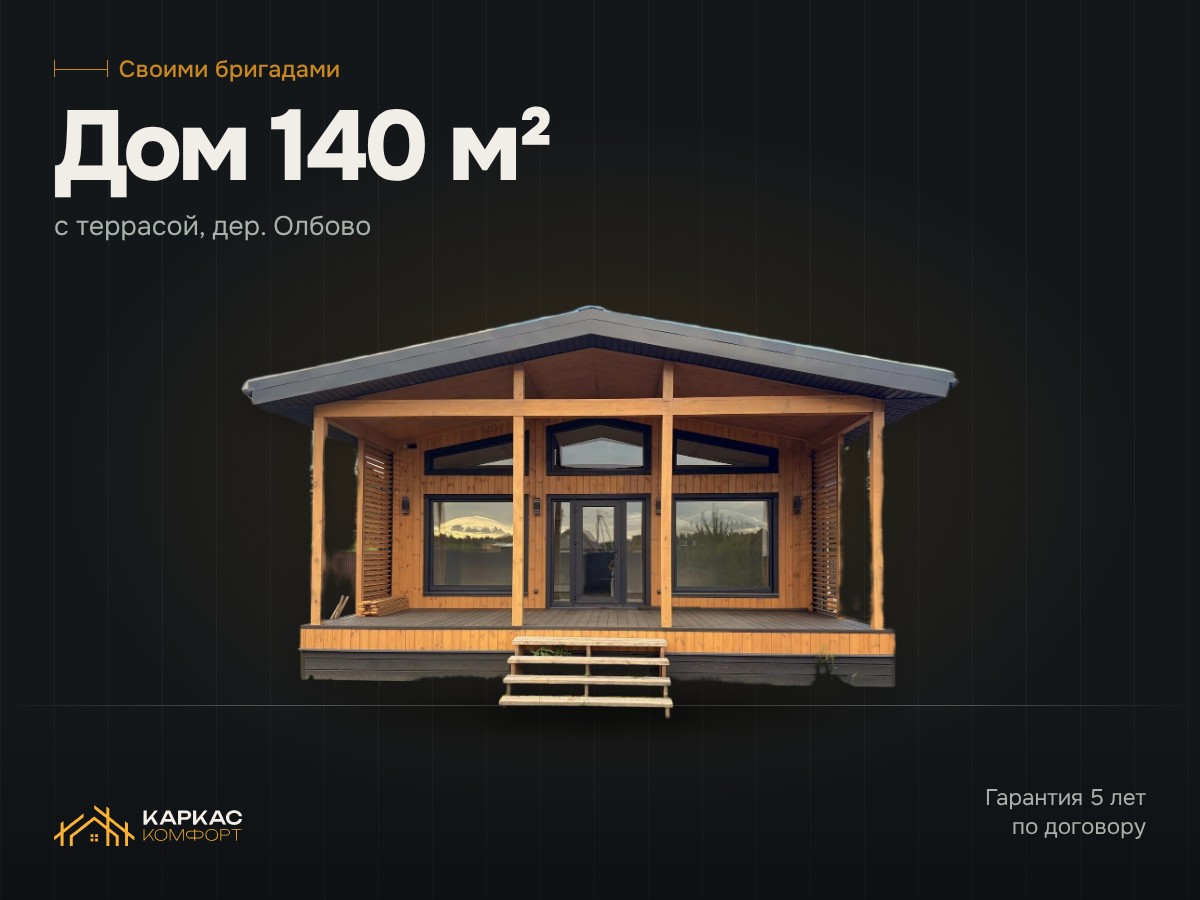 Своими бригадами
Дом 140 м²
с террасой, дер. Олбово
КАРКАС
КОМФОРТ
Гарантия 5 лет
по договору